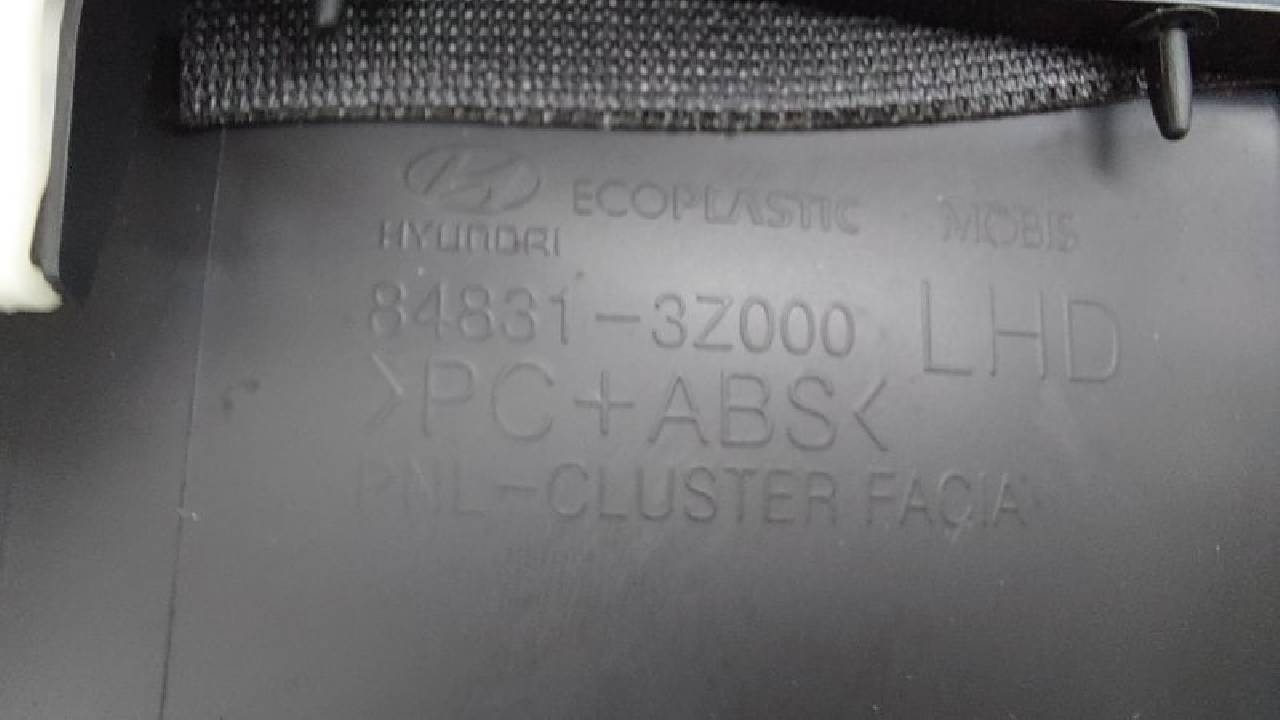 HYUNDAI ECOPLASTIC MOBIS
84831-3Z000 LHD
>PC+ABS<
PNL-CLUSTER FACIA